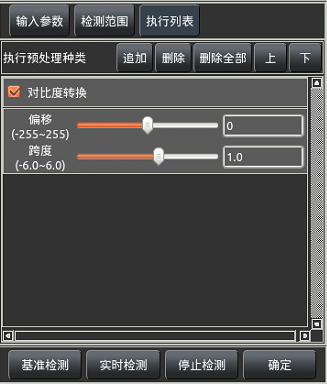 输入参数 检测范围 执行列表
执行预处理种类 追加 删除 删除全部 上 下
对比度转换
偏移
(-255~255)
0
跨度
(-6.0~6.0)
1.0
基准检测 实时检测 停止检测 确定